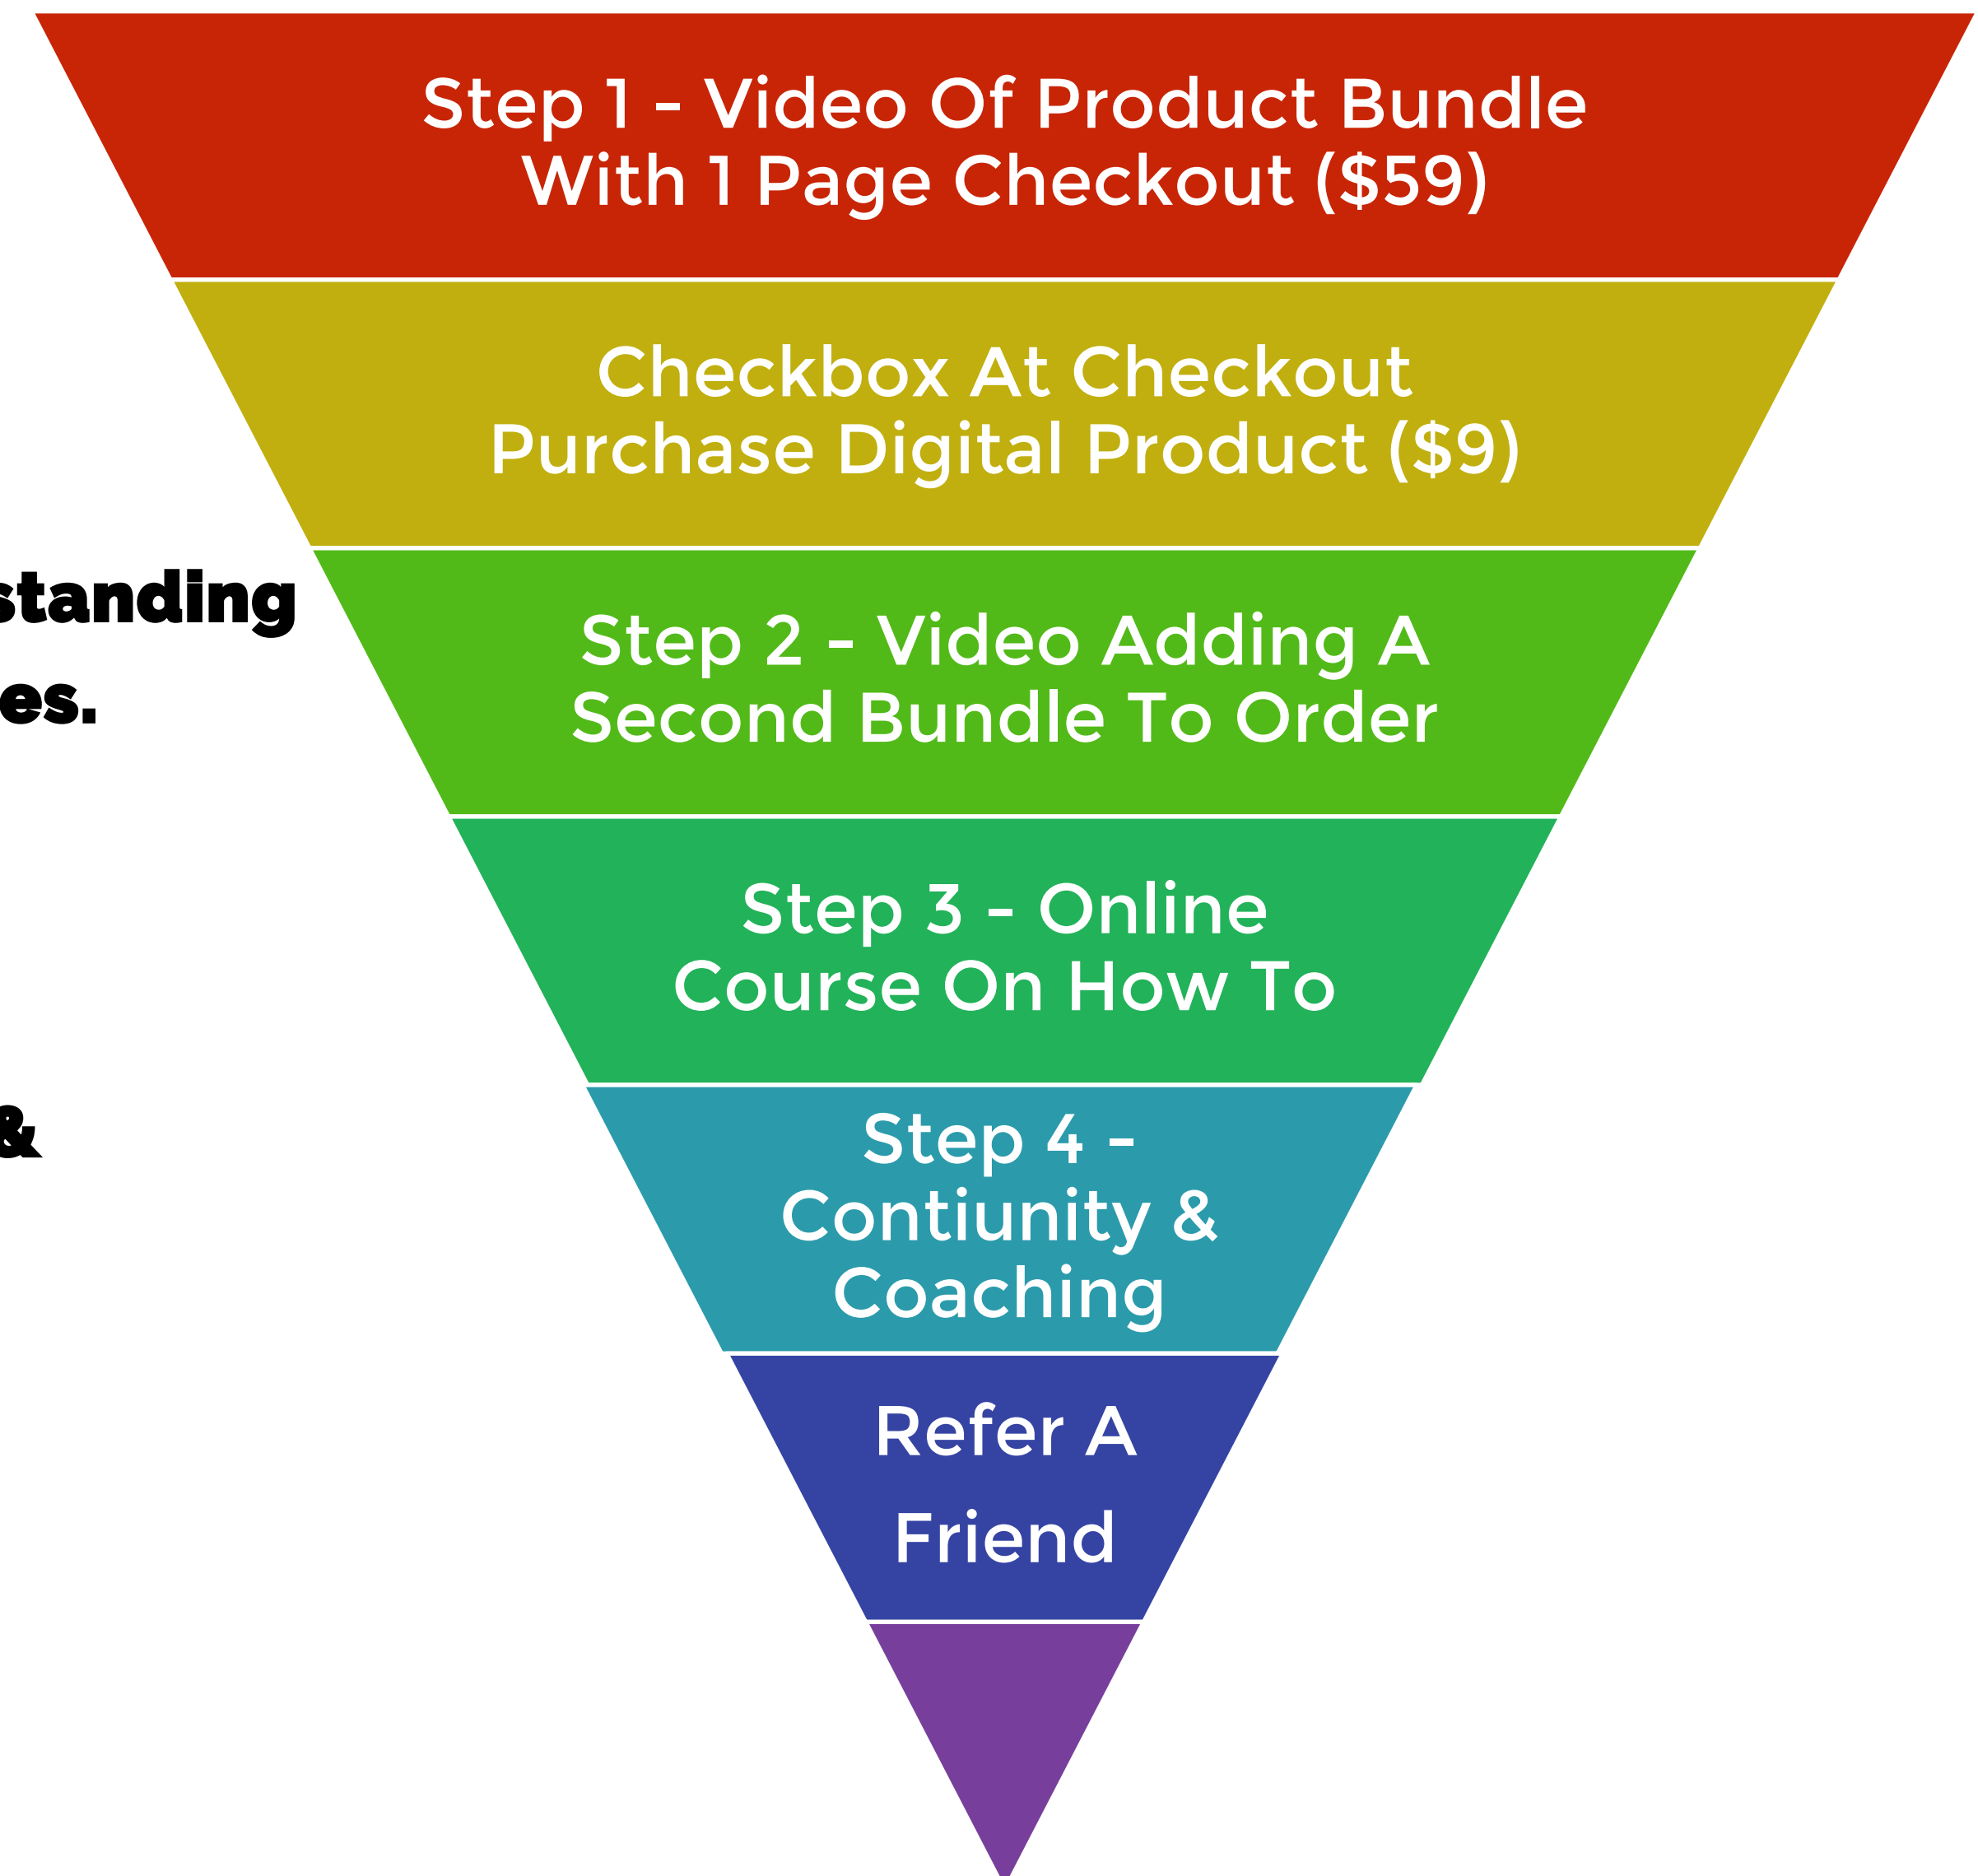 Step 1 - Video Of Product Bundle
With 1 Page Checkout ($59)
Checkbox At Checkout
Purchase Digital Product ($9)
standing
Step 2 - Video Adding A
Second Bundle To Order
es.
Step 3 - Online
Course On How To
&
Step 4 -
Contiunity &
Coaching
Refer A
Friend